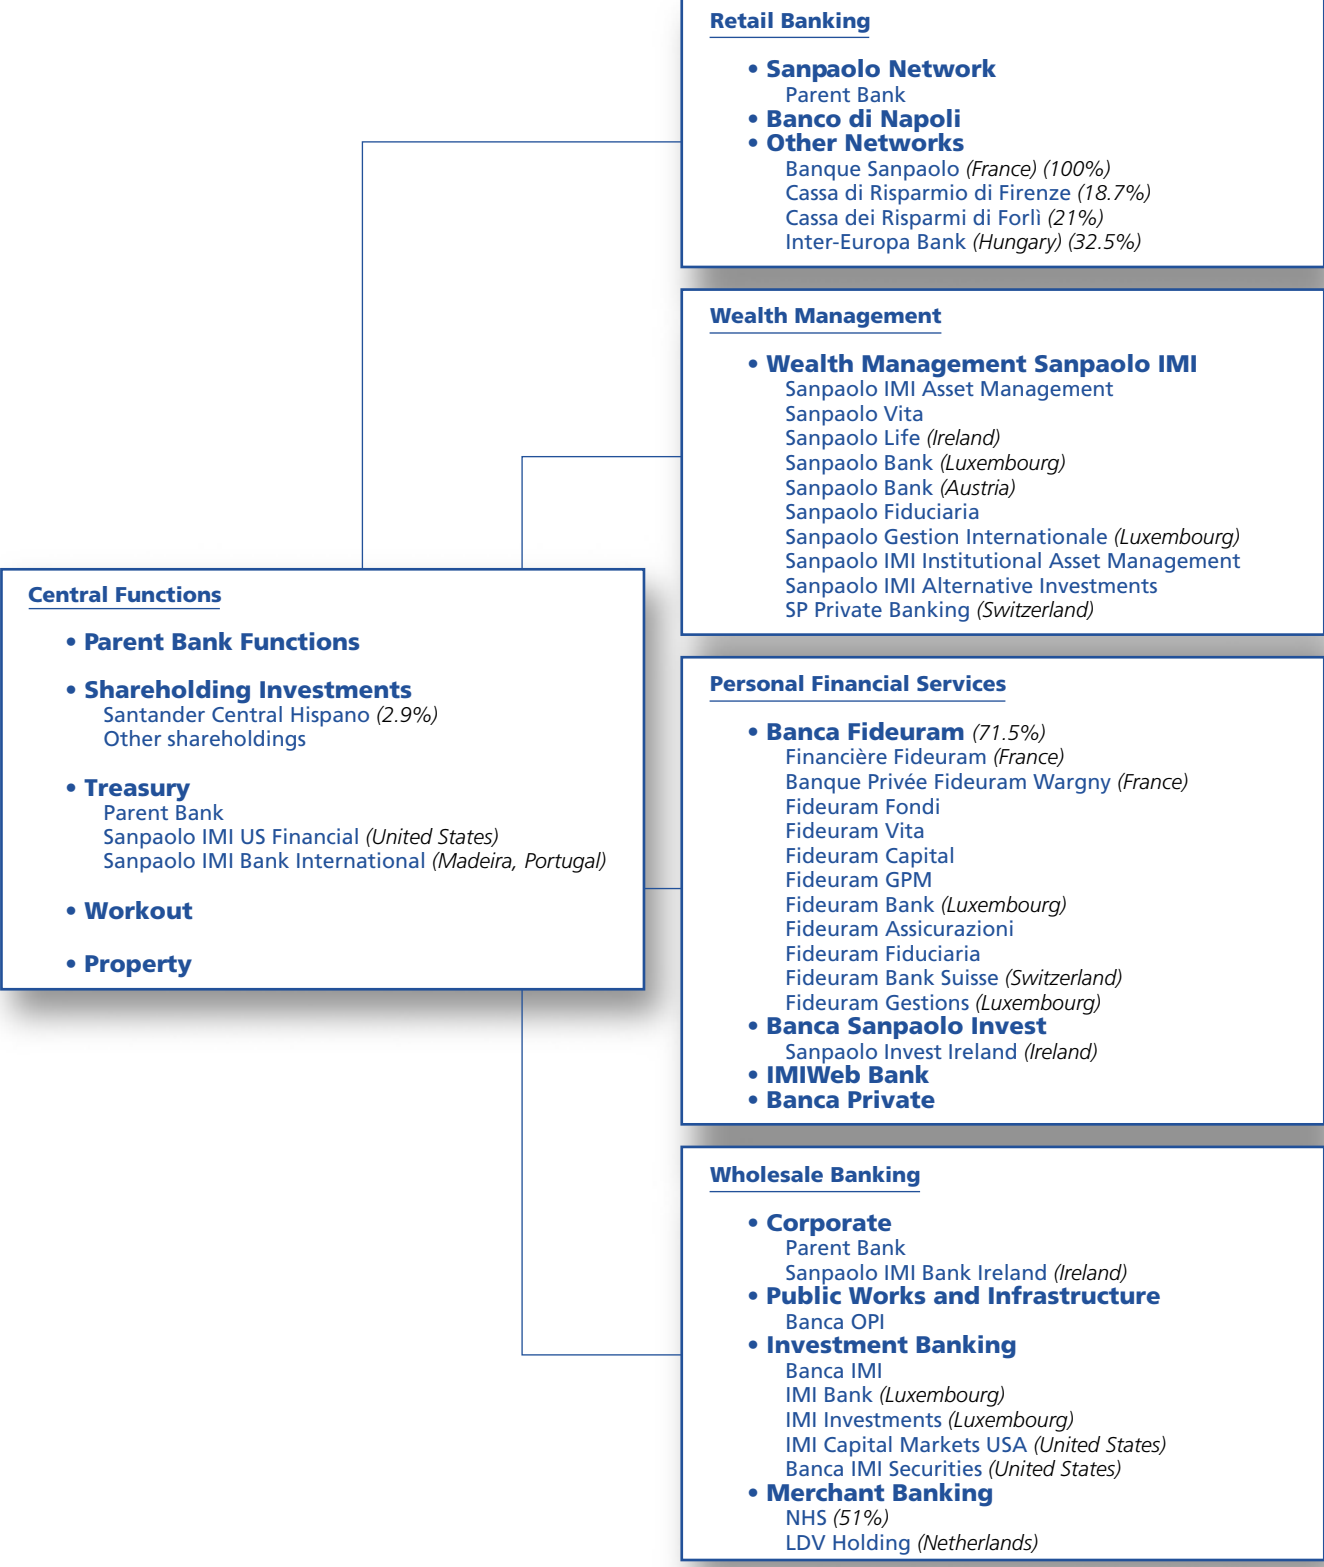 Retail Banking
• Sanpaolo Network
Parent Bank
• Banco di Napoli
• Other Networks
Banque Sanpaolo (France) (100%)
Cassa di Risparmio di Firenze (18.7%)
Cassa dei Risparmi di Forlì (21%)
Inter-Europa Bank (Hungary) (32.5%)
Wealth Management
• Wealth Management Sanpaolo IMI
Sanpaolo IMI Asset Management
Sanpaolo Vita
Sanpaolo Life (Ireland)
Sanpaolo Bank (Luxembourg)
Sanpaolo Bank (Austria)
Sanpaolo Fiduciaria
Sanpaolo Gestion Internationale (Luxembourg)
Sanpaolo IMI Institutional Asset Management
Sanpaolo IMI Alternative Investments
SP Private Banking (Switzerland)
Central Functions
• Parent Bank Functions
• Shareholding Investments
Santander Central Hispano (2.9%)
Other shareholdings
• Treasury
Parent Bank
Sanpaolo IMI US Financial (United States)
Sanpaolo IMI Bank International (Madeira, Portugal)
• Workout
• Property
Personal Financial Services
• Banca Fideuram (71.5%)
Financière Fideuram (France)
Banque Privée Fideuram Wargny (France)
Fideuram Fondi
Fideuram Vita
Fideuram Capital
Fideuram GPM
Fideuram Bank (Luxembourg)
Fideuram Assicurazioni
Fideuram Fiduciaria
Fideuram Bank Suisse (Switzerland)
Fideuram Gestions (Luxembourg)
• Banca Sanpaolo Invest
Sanpaolo Invest Ireland (Ireland)
• IMIWeb Bank
• Banca Private
Wholesale Banking
• Corporate
Parent Bank
Sanpaolo IMI Bank Ireland (Ireland)
• Public Works and Infrastructure
Banca OPI
• Investment Banking
Banca IMI
IMI Bank (Luxembourg)
IMI Investments (Luxembourg)
IMI Capital Markets USA (United States)
Banca IMI Securities (United States)
• Merchant Banking
NHS (51%)
LDV Holding (Netherlands)